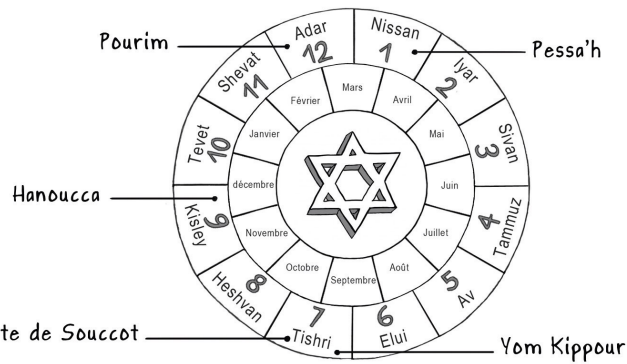 Pourim
Pessa'h
Hanoucca
te de Souccot
Yom Kippour
Nissan
1
Iyar
2
Sivan
3
Tammuz
4
Av
5
Elui
6
Tishri
7
Heshvan
8
Kisley
9
Tevet
10
Shevat
11
Adar
12
Mars
Avril
Mai
Juin
Juillet
Août
Septembre
Octobre
Novembre
décembre
Janvier
Février